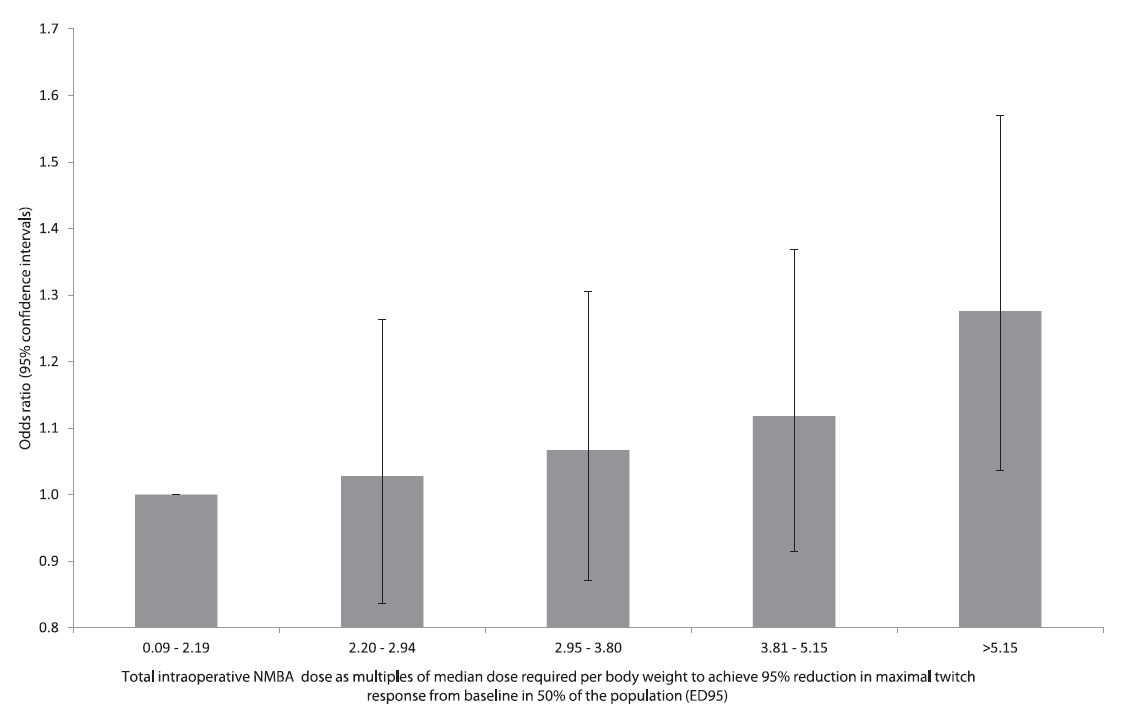 1.7
1.6
1.5
1.4
1.3
1.2
1.1
1.0
0.9
0.8
Odds ratio (95% confidence intervals)
0.09 - 2.19
2.20 - 2.94
2.95 - 3.80
3.81 - 5.15
>5.15
Total intraoperative NMBA dose as multiples of median dose required per body weight to achieve 95% reduction in maximal twitch
response from baseline in 50% of the population (ED95)